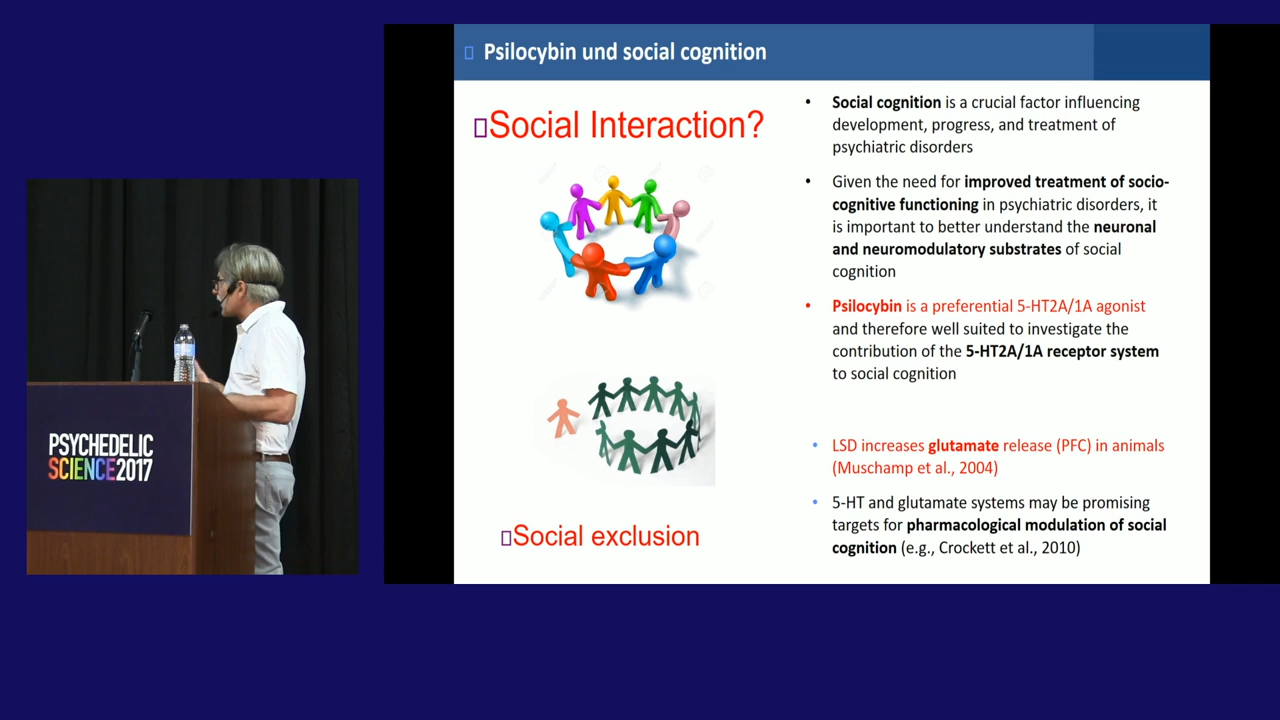 Psilocybin und social cognition
Social Interaction?
Social exclusion
• Social cognition is a crucial factor influencing
development, progress, and treatment of
psychiatric disorders
• Given the need for improved treatment of socio-
cognitive functioning in psychiatric disorders, it
is important to better understand the neuronal
and neuromodulatory substrates of social
cognition
• Psilocybin is a preferential 5-HT2A/1A agonist
and therefore well suited to investigate the
contribution of the 5-HT2A/1A receptor system
to social cognition
• LSD increases glutamate release (PFC) in animals
(Muschamp et al., 2004)
• 5-HT and glutamate systems may be promising
targets for pharmacological modulation of social
cognition (e.g., Crockett et al., 2010)
PSYCHEDELIC
SCIENCE2017